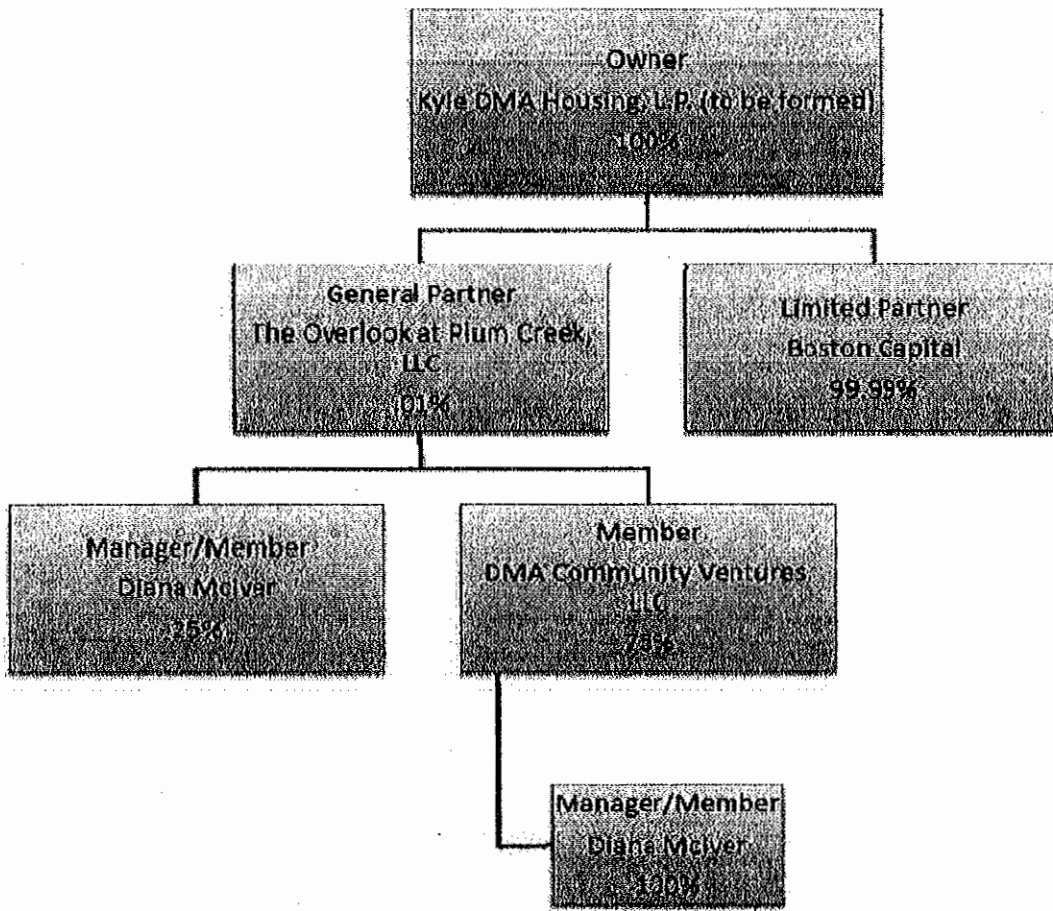 Owner
Kyle DMA Housing, L.P. (to be formed)
100%
General Partner
The Overlook at Plum Creek,
LLC
.01%
Limited Partner
Boston Capital
99.99%
Manager/Member
Diana McIver
25%
Member
DMA Community Ventures
LLC
Manager/Member
Diana McIver
100%